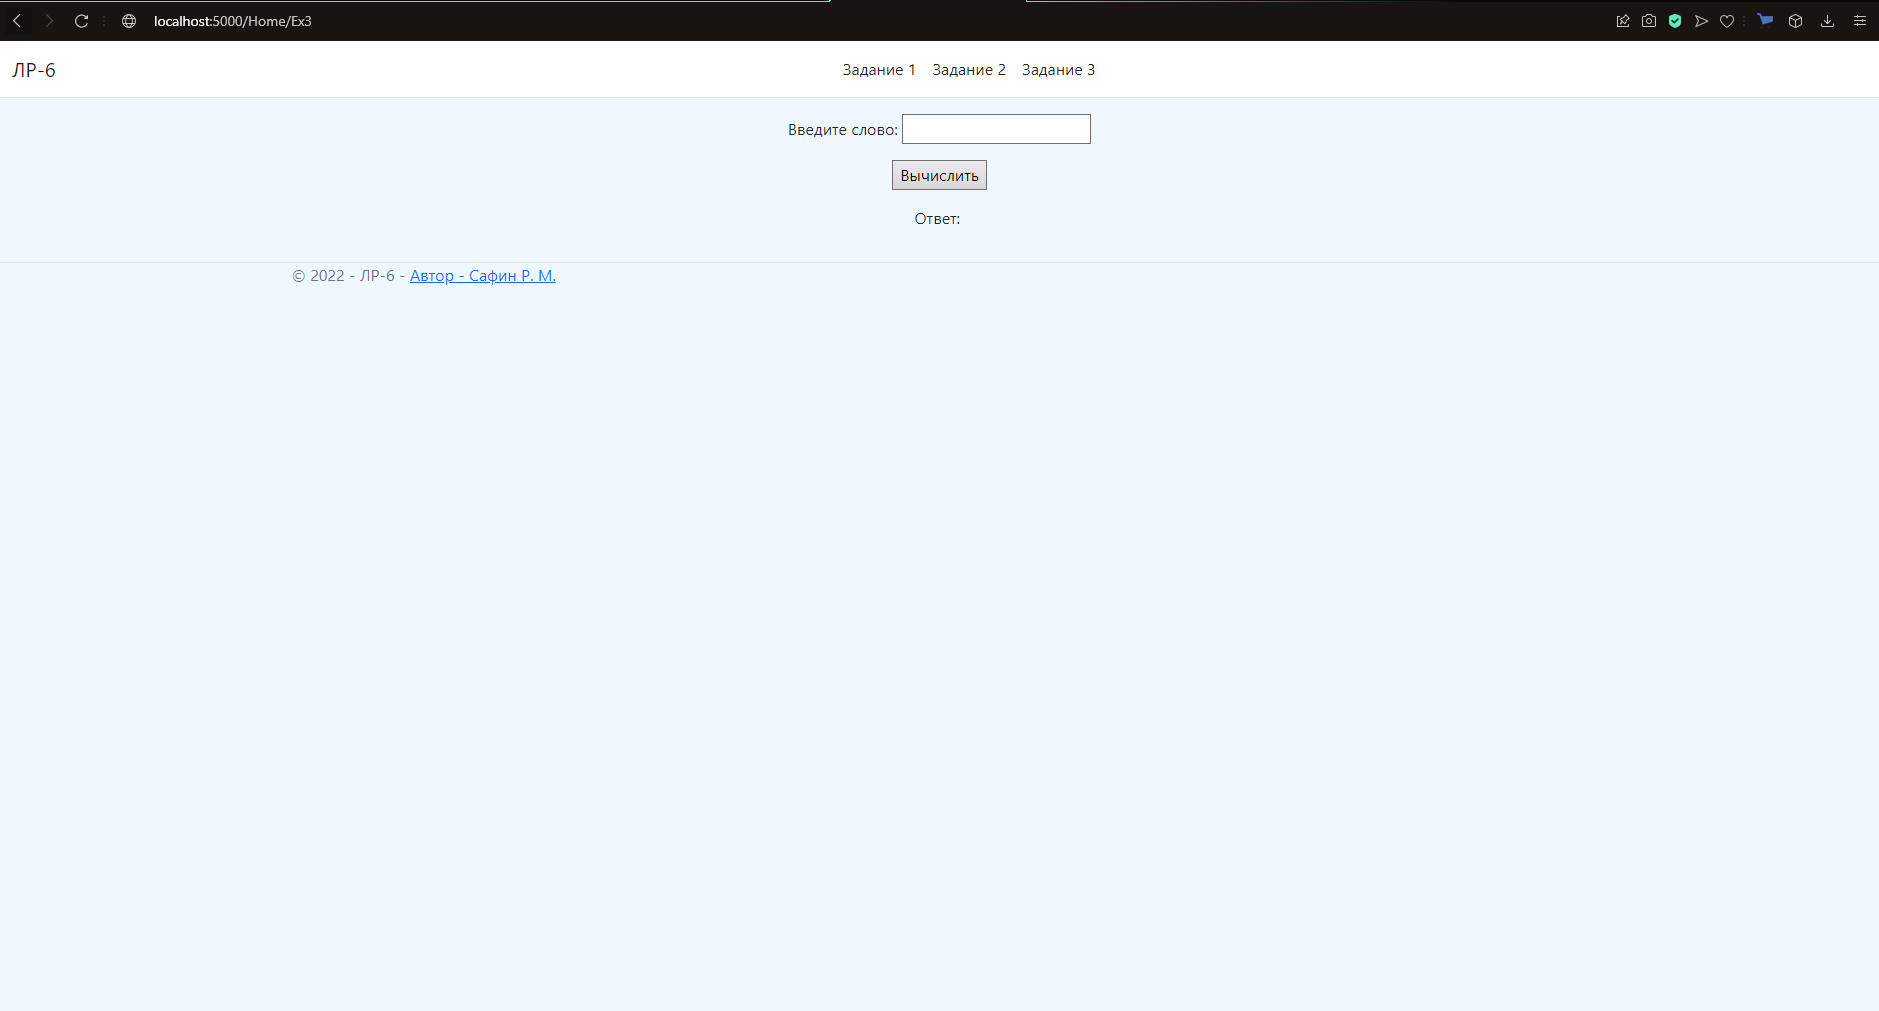 localhost:5000/Home/Ex3
ЛР-6
Задание 1 Задание 2 Задание 3
Введите слово:
Вычислить
Ответ:
© 2022 - ЛР-6 - Автор - Сафин Р. М.